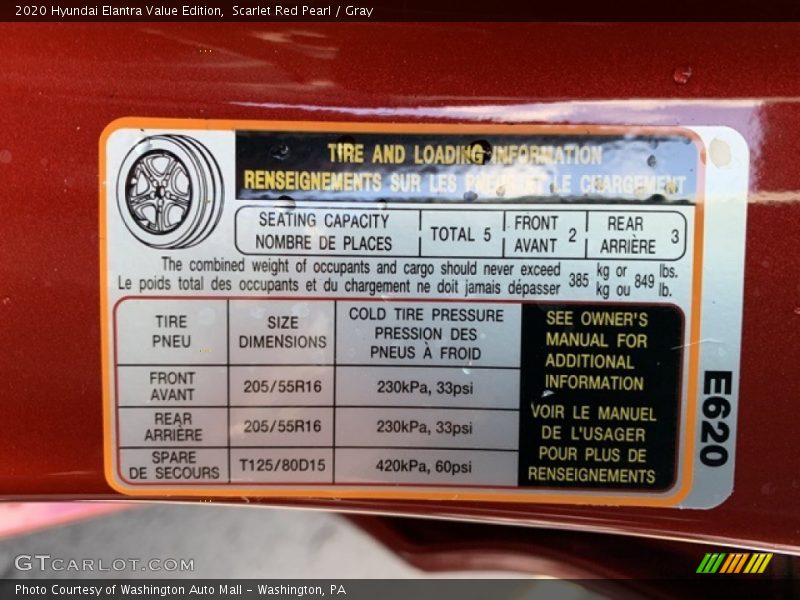 2020 Hyundai Elantra Value Edition, Scarlet Red Pearl / Gray
TIRE AND LOADING INFORMATION
RENSEIGNEMENTS SUR LES PNEUS ET LE CHARGEMENT
SEATING CAPACITY
NOMBRE DE PLACES
TOTAL 5
FRONT
AVANT
2
REAR
ARRIÈRE
3
The combined weight of occupants and cargo should never exceed
Le poids total des occupants et du chargement ne doit jamais dépasser
385
kg or
kg ou
849
lbs.
lb.
TIRE
PNEU
SIZE
DIMENSIONS
COLD TIRE PRESSURE
PRESSION DES
PNEUS À FROID
FRONT
AVANT
205/55R16
230kPa, 33psi
REAR
ARRIÈRE
205/55R16
230kPa, 33psi
SPARE
DE SECOURS
T125/80D15
420kPa, 60psi
SEE OWNER'S
MANUAL FOR
ADDITIONAL
INFORMATION
VOIR LE MANUEL
DE L'USAGER
POUR PLUS DE
RENSEIGNEMENTS
E620
GTCARLOT.COM
Photo Courtesy of Washington Auto Mall - Washington, PA